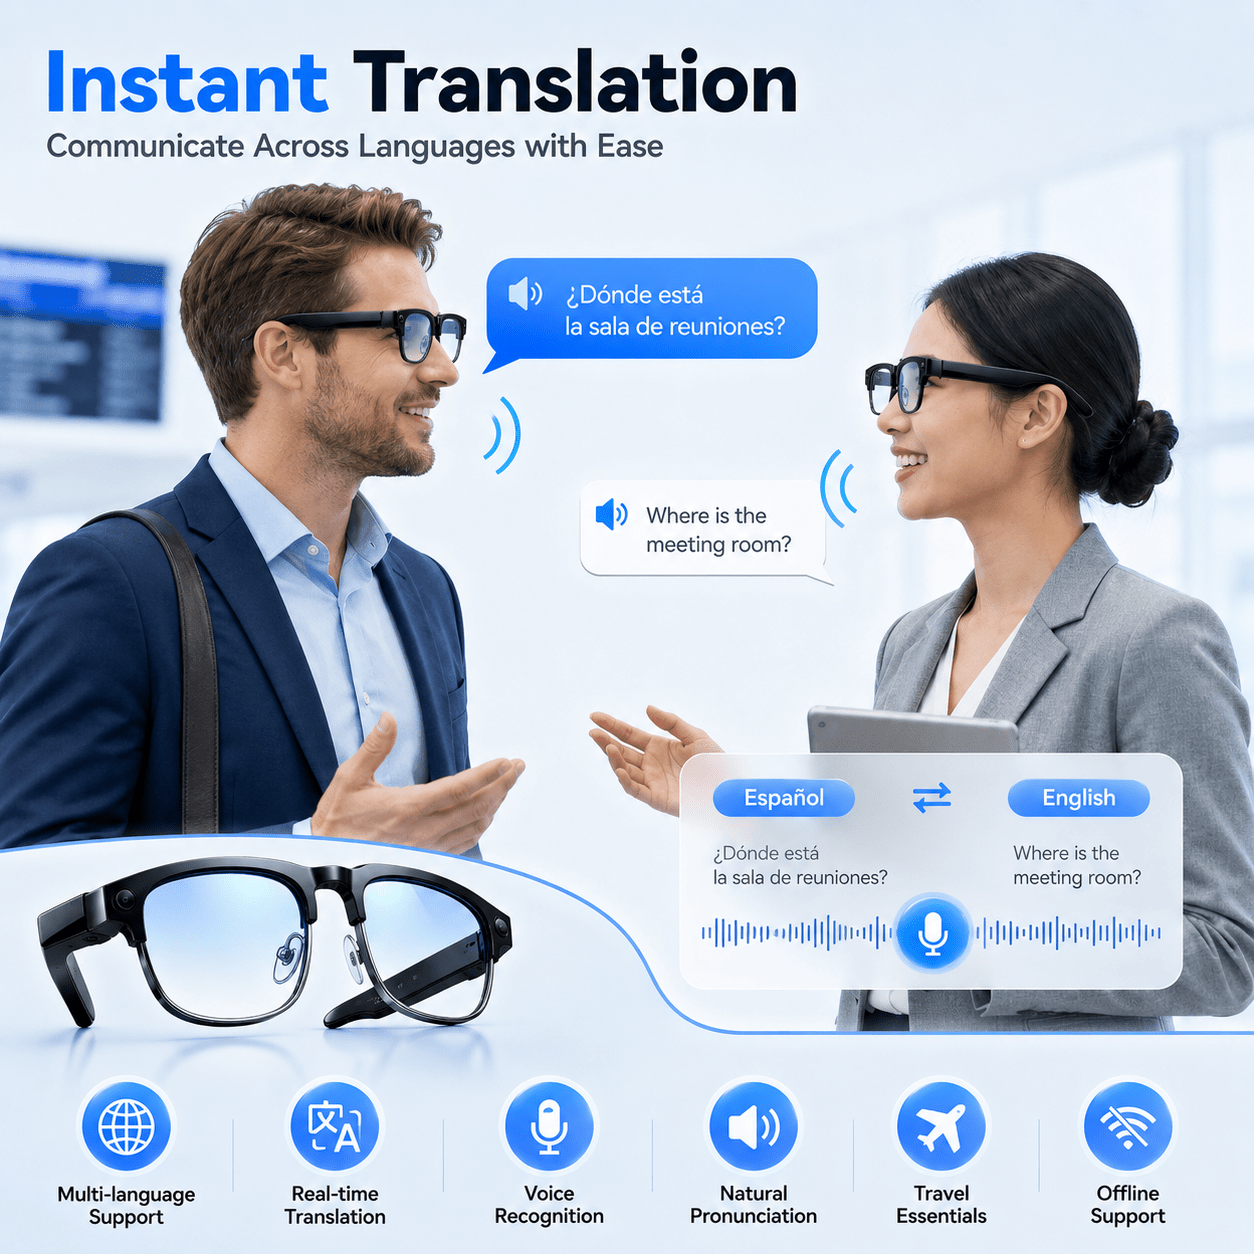 Instant Translation
Communicate Across Languages with Ease
¿Dónde está
la sala de reuniones?
Where is the
meeting room?
Español
English
¿Dónde está
la sala de reuniones?
Where is the
meeting room?
Multi-language
Support
Real-time
Translation
Voice
Recognition
Natural
Pronunciation
Travel
Essentials
Offline
Support